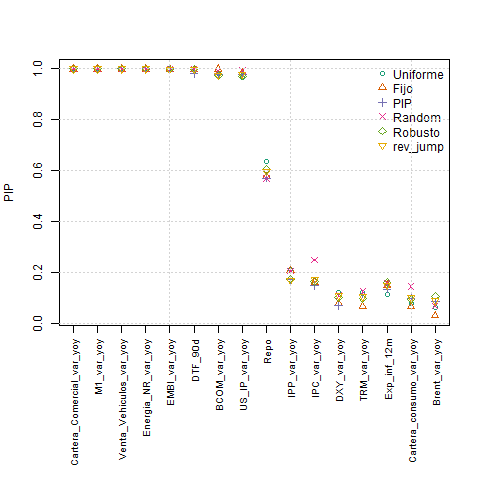 PIP
1.0
0.8
0.6
0.4
0.2
0.0
Uniforme
Fijo
PIP
Random
Robusto
rev_jump
Cartera_Comercial_var_yoy
M1_var_yoy
Venta_Vehiculos_var_yoy
Energia_NR_var_yoy
EMBI_var_yoy
DTF_90d
BCOM_var_yoy
US_IP_var_yoy
Repo
IPP_var_yoy
IPC_var_yoy
DXY_var_yoy
TRM_var_yoy
Exp_inf_12m
Cartera_consumo_var_yoy
Brent_var_yoy